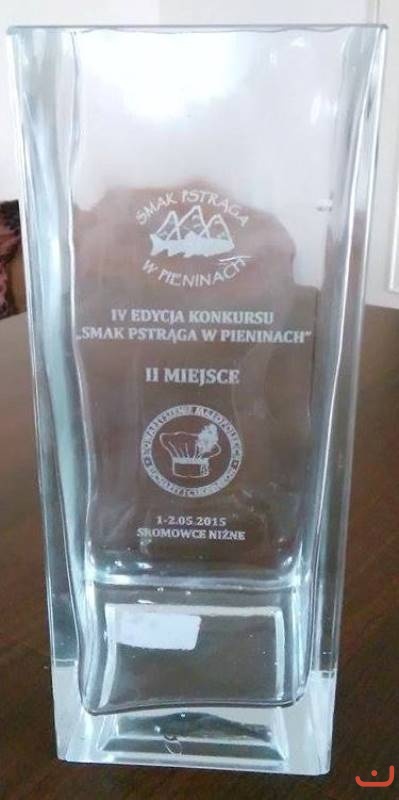 SMAK PSTRĄGA
W PIENINACH
IV EDYCJA KONKURSU
„SMAK PSTRĄGA W PIENINACH”
II MIEJSCE
1-2.05.2015
SROMOWCE NIŻNE